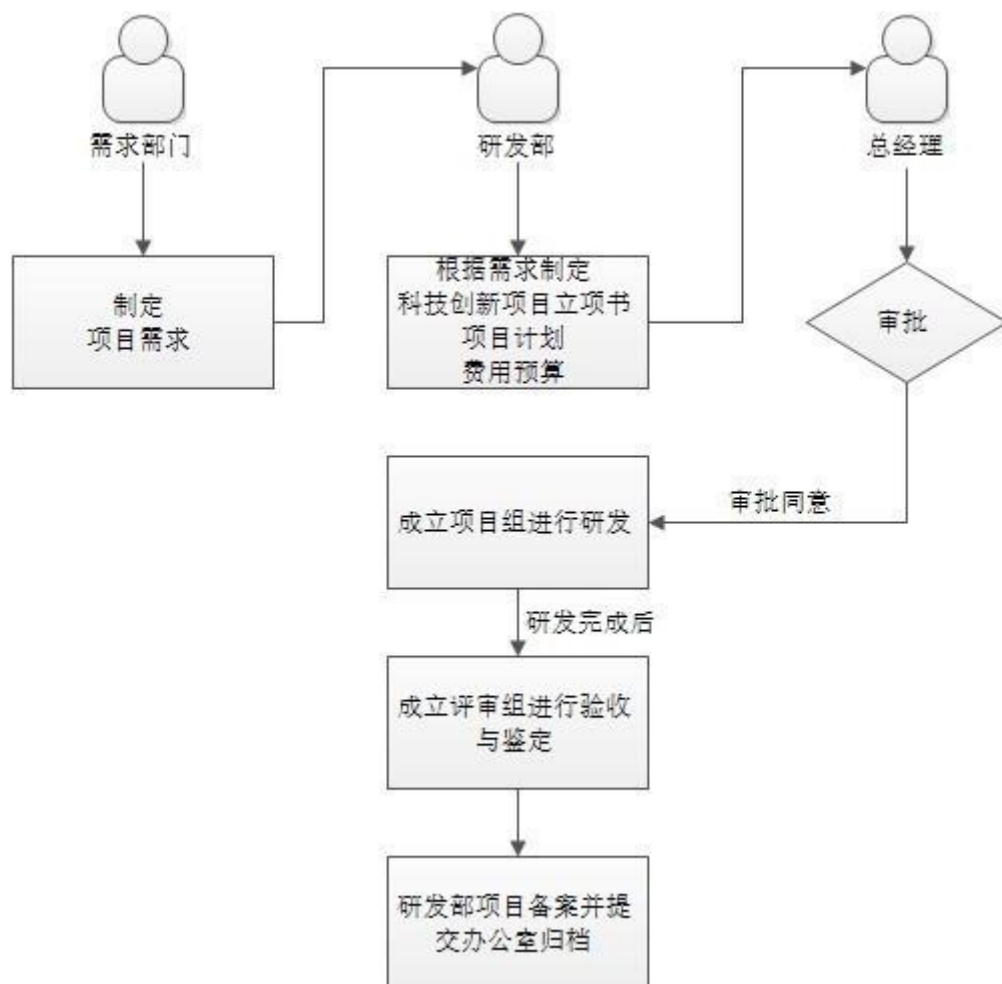 需求部门
研发部
总经理
制定
项目需求
根据需求制定
科技创新项目立项书
项目计划
费用预算
审批
审批同意
成立项目组进行研发
研发完成后
成立评审组进行验收
与鉴定
研发部项目备案并提
交办公室归档